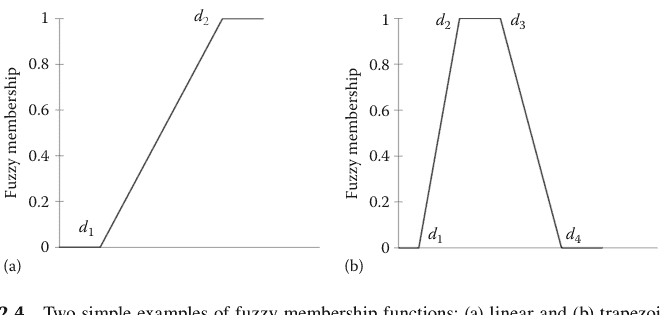 1
0.8
0.6
0.4
0.2
0
Fuzzy membership
d1
d2
(a)
1
0.8
0.6
0.4
0.2
0
Fuzzy membership
d1
d2
d3
d4
(b)
2.4 Two simple examples of fuzzy membership functions: (a) linear and (b) trapezoi